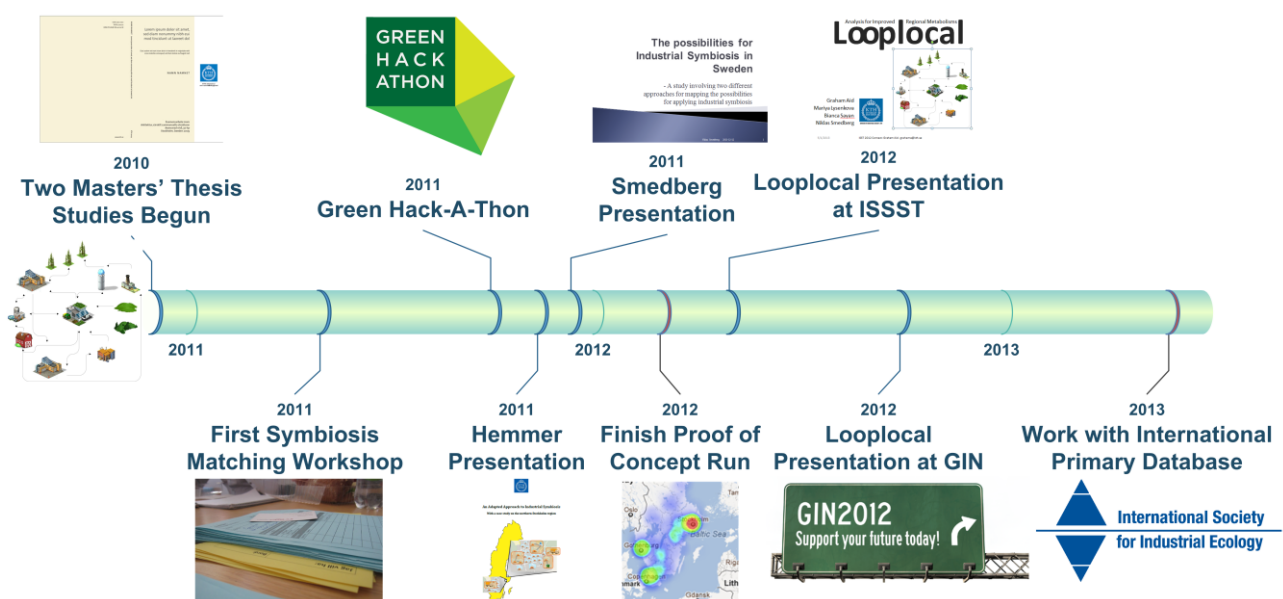 GREEN
HACK
ATHON
The possibilities for
Industrial Symbiosis in
Sweden
- A study involving two different
approaches for mapping the possibilities
for applying industrial symbiosis
Analysis for Improved Regional Metabolisms
Looplocal
Graham Aid
Niklas Smedberg
2010
Two Masters' Thesis
Studies Begun
2011
Green Hack-A-Thon
2011
Smedberg
Presentation
2012
Looplocal Presentation
at ISSST
2011
2012
2013
2011
First Symbiosis
Matching Workshop
2011
Hemmer
Presentation
An Adapted Approach to Industrial Symbiosis
2012
Finish Proof of
Concept Run
Oslo
Baltic Sea
Riga
Lith
Gdansk
nmark
2012
Looplocal
Presentation at GIN
GIN2012
Support your future today!
2013
Work with International
Primary Database
International Society
for Industrial Ecology